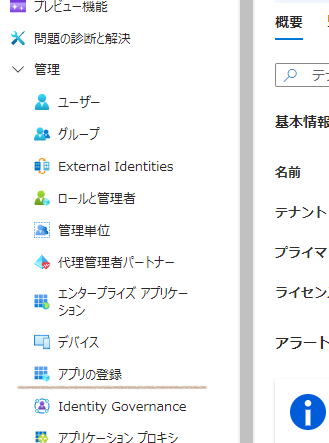 プレビュー機能
問題の診断と解決
管理
ユーザー
グループ
External Identities
ロールと管理者
管理単位
代理管理者パートナー
エンタープライズ アプリケー
ション
デバイス
アプリの登録
Identity Governance
アプリケーション プロキシ
概要
基本情報
名前
テナント
プライマ
ライセン
アラート